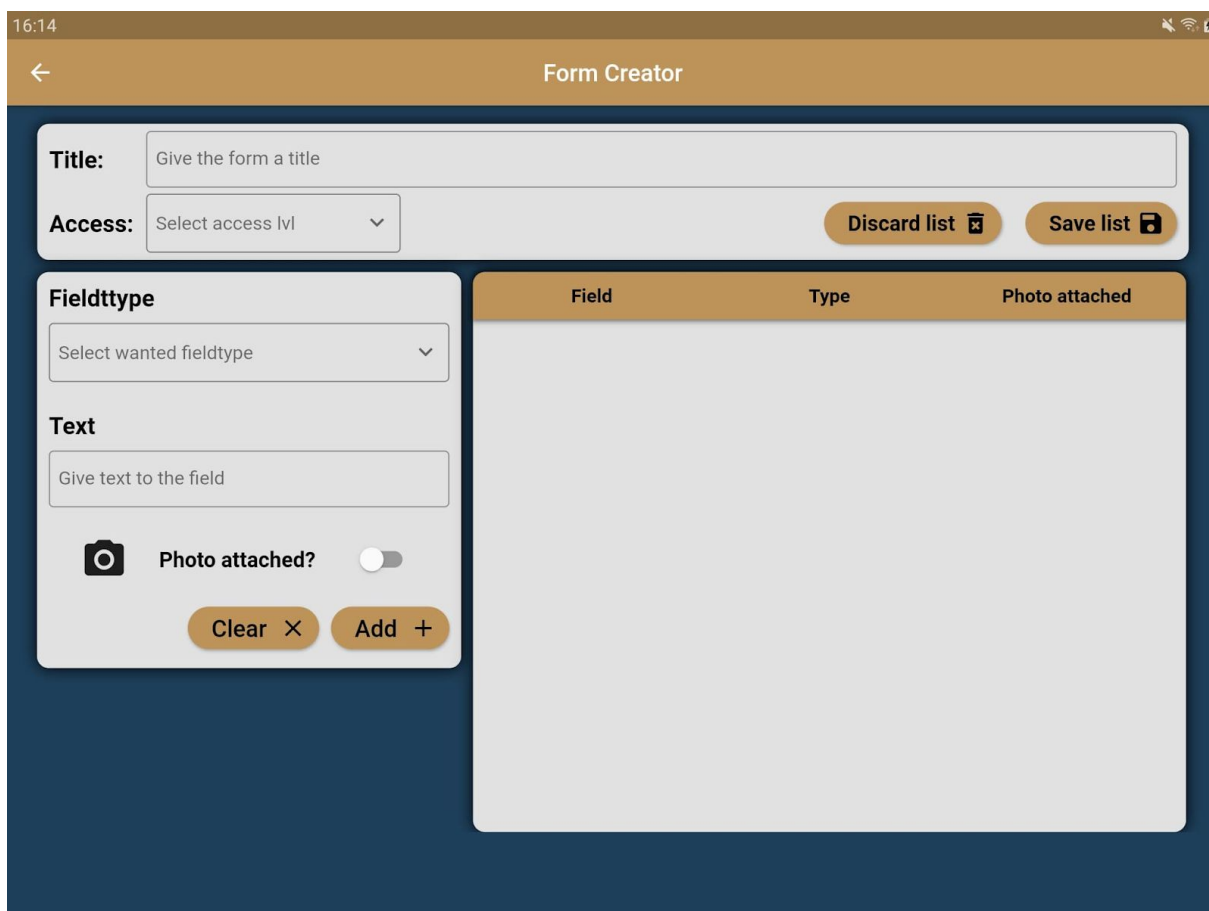 16:14
Form Creator
Title:
Give the form a title
Access:
Select access lvl
Discard list
Save list
Fieldttype
Select wanted fieldtype
Text
Give text to the field
Photo attached?
Clear
Add
Field Type Photo attached